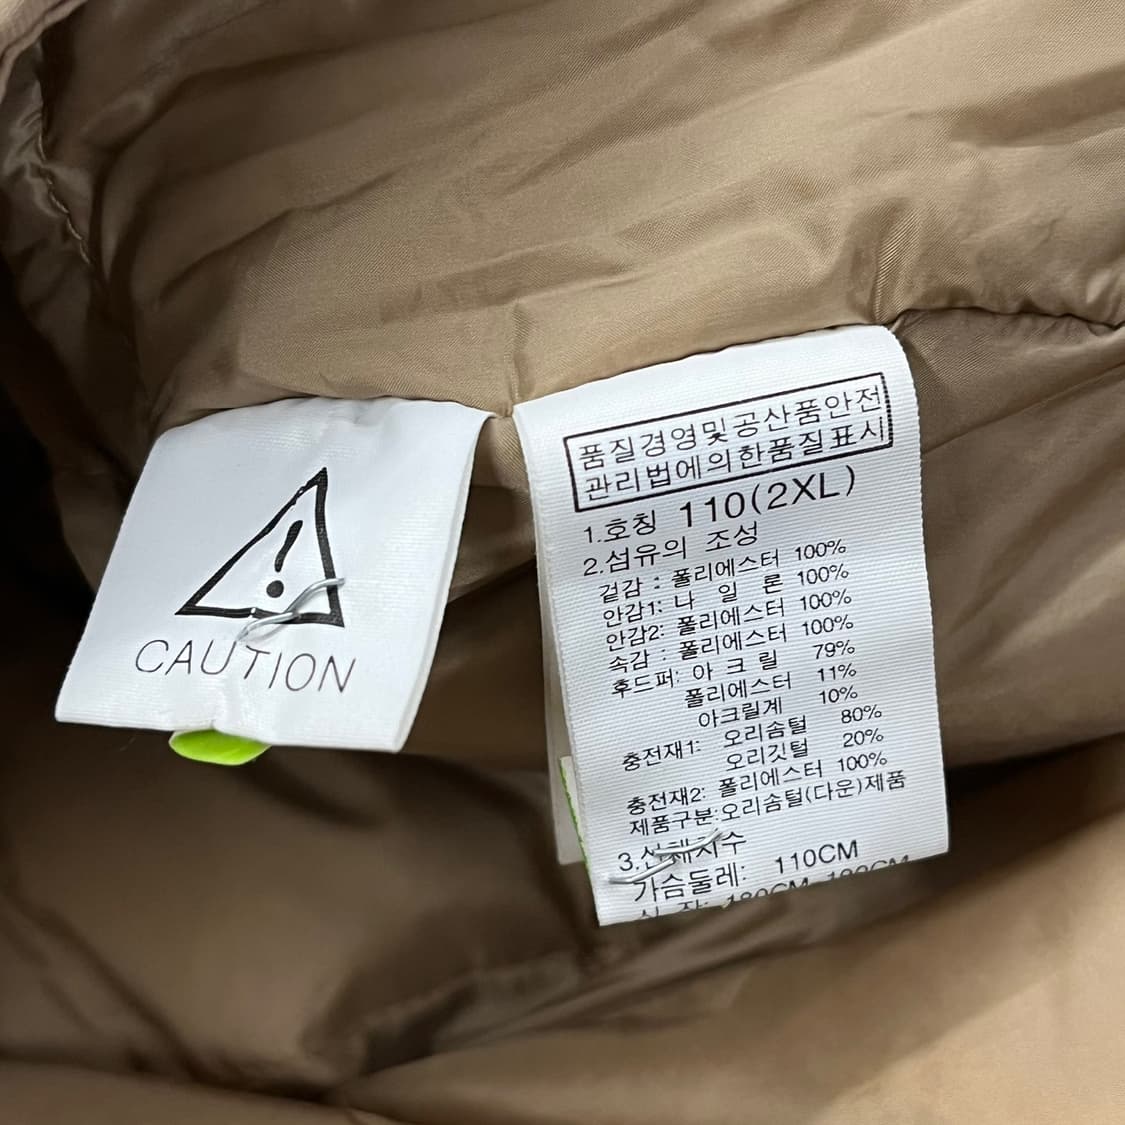 CAUTION
품질경영및공산품안전
관리법에의한품질표시
1.호칭 110(2XL)
2.섬유의 조성
겉감 : 폴리에스터 100%
안감1: 나 일 론 100%
안감2: 폴리에스터 100%
속감 : 폴리에스터 100%
후드퍼: 아 크 릴 79%
폴리에스터 11%
아크릴계 10%
충전재1: 오리솜털 80%
오리깃털 20%
충전재2: 폴리에스터 100%
제품구분:오리솜털(다운)제품
3.신체치수
가슴둘레: 110CM